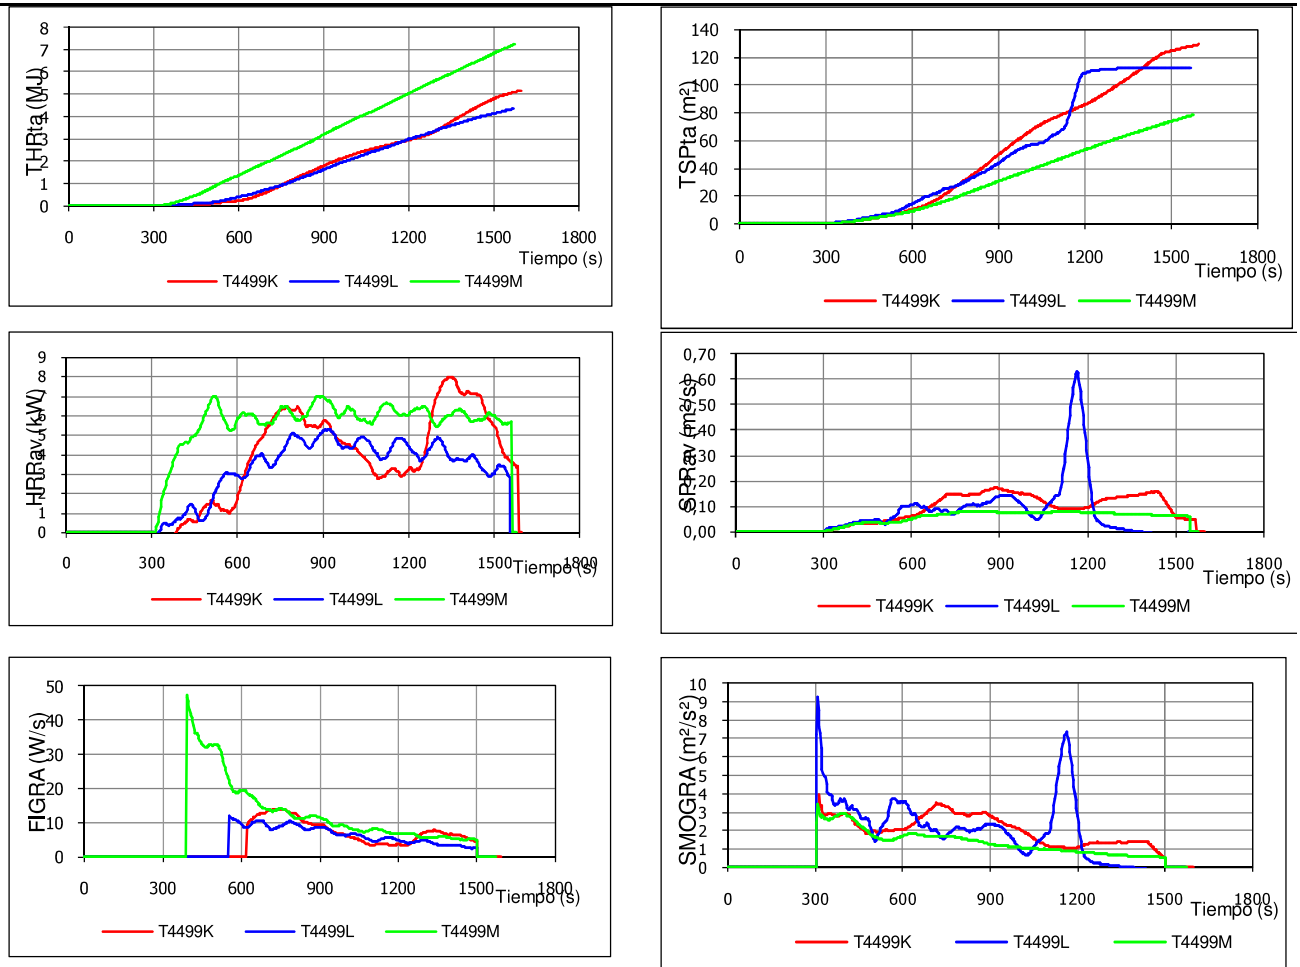 THRta (MJ)
8
7
6
5
4
3
2
1
0
0 300 600 900 1200 1500 1800
Tiempo (s)
T4499K T4499L T4499M
TSPta (m²)
140
120
100
80
60
40
20
0
0 300 600 900 1200 1500 1800
Tiempo (s)
T4499K T4499L T4499M
HRRav (kW)
9
8
7
6
5
4
3
2
1
0
0 300 600 900 1200 1500 1800
Tiempo (s)
T4499K T4499L T4499M
SPRav (m²/s)
0,70
0,60
0,50
0,40
0,30
0,20
0,10
0,00
0 300 600 900 1200 1500 1800
Tiempo (s)
T4499K T4499L T4499M
FIGRA (W/s)
50
40
30
20
10
0
0 300 600 900 1200 1500 1800
Tiempo (s)
T4499K T4499L T4499M
SMOGRA (m²/s²)
10
9
8
7
6
5
4
3
2
1
0
0 300 600 900 1200 1500 1800
Tiempo (s)
T4499K T4499L T4499M